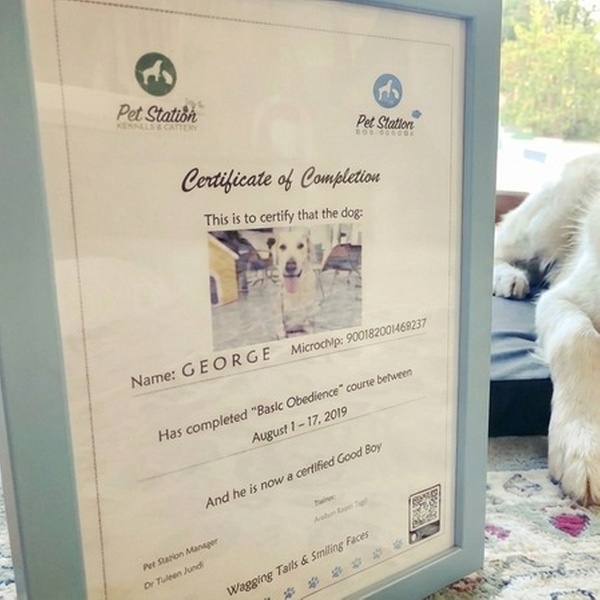 Pet Station
KENNELS & CATTERY
Pet Station
Certificate of Completion
This is to certify that the dog:
Name: GEORGE Microchip: 900182001469237
Has completed "Basic Obedience" course between
August 1 – 17, 2019
And he is now a certified Good Boy
Trainer:
Pet Station Manager
Dr Tuleen Jundi
Wagging Tails & Smiling Faces